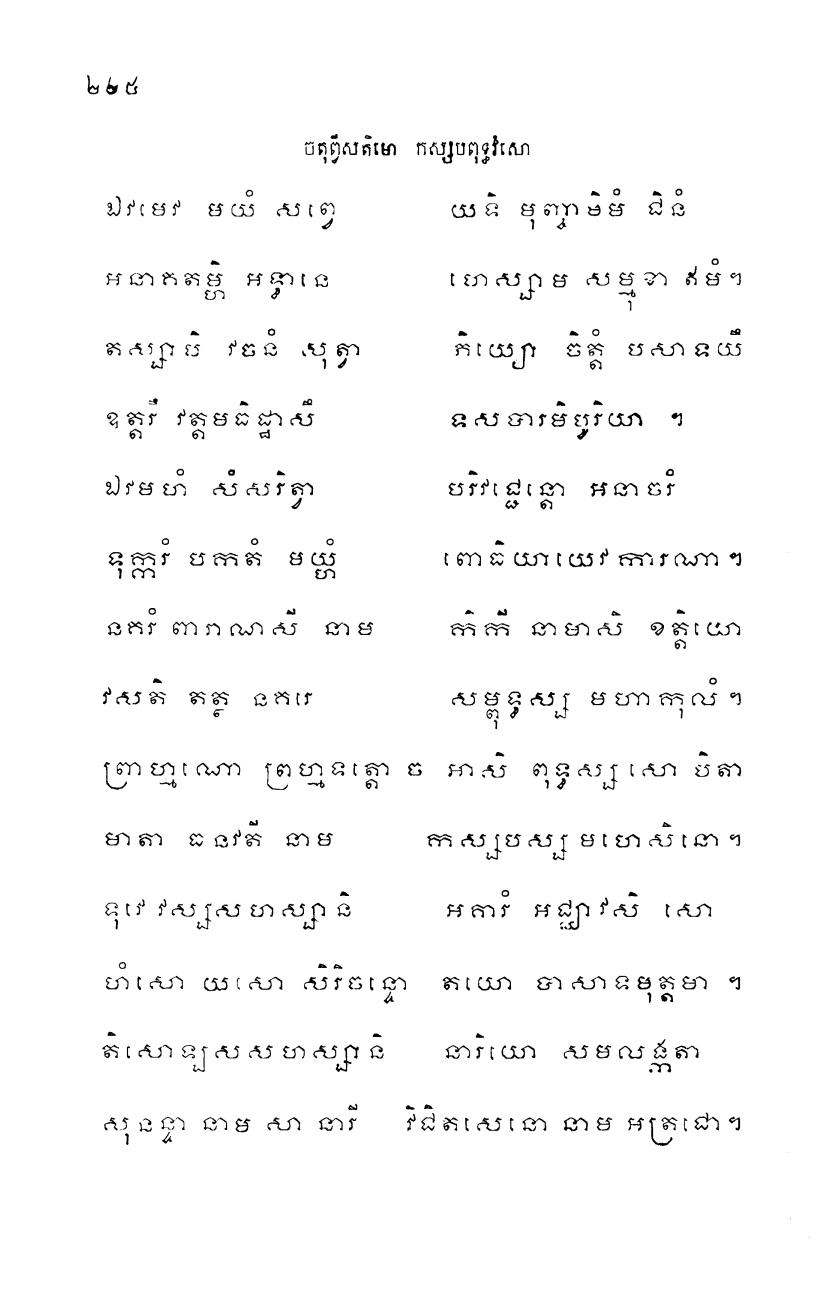 ២២៥
ចតុព្វីសតិមោ កស្សបពុទ្ធវំសោ
ឯវមេវ មយំ សព្វេ យទិ មុញ្ចាមិមំ ជិនំ
អនាគតម្ហិ អទ្ធានេ ហេស្សាម សម្មុខា ឥមំ។
តស្សាបិ វចនំ សុត្វា ភិយ្យោ ចិត្តំ បសាទយឹ
ឧត្តរឹ វត្តមធិដ្ឋាសឹ ទសបារមិបូរិយា ។
ឯវមហំ សំសរិត្វា បរិវជ្ជេន្តោ អនាចរំ
ទុក្ករំ បកតំ មយ្ហំ ពោធិយាយេវ ការណា។
នគរំ ពារាណសី នាម កិកី នាមាសិ ខត្តិយោ
វសតិ តត្ថ នគរេ សម្ពុទ្ធស្ស មហាកុលំ។
ព្រាហ្មណោ ព្រហ្មទត្តោ ច អាសិ ពុទ្ធស្ស សោ បិតា
មាតា ធនវតី នាម កស្សបស្ស មហេសិនោ។
ទុវេ វស្សសហស្សានិ អគារំ អជ្ឈាវសិ សោ
ហំសោ យសោ សិរិចន្ទោ តយោ បាសាទមុត្តមា ។
តិសោឡសសហស្សានិ នារិយោ សមលង្កតា
សុនន្ទា នាម សា នារី វិជិតសេនោ នាម អត្រជោ។